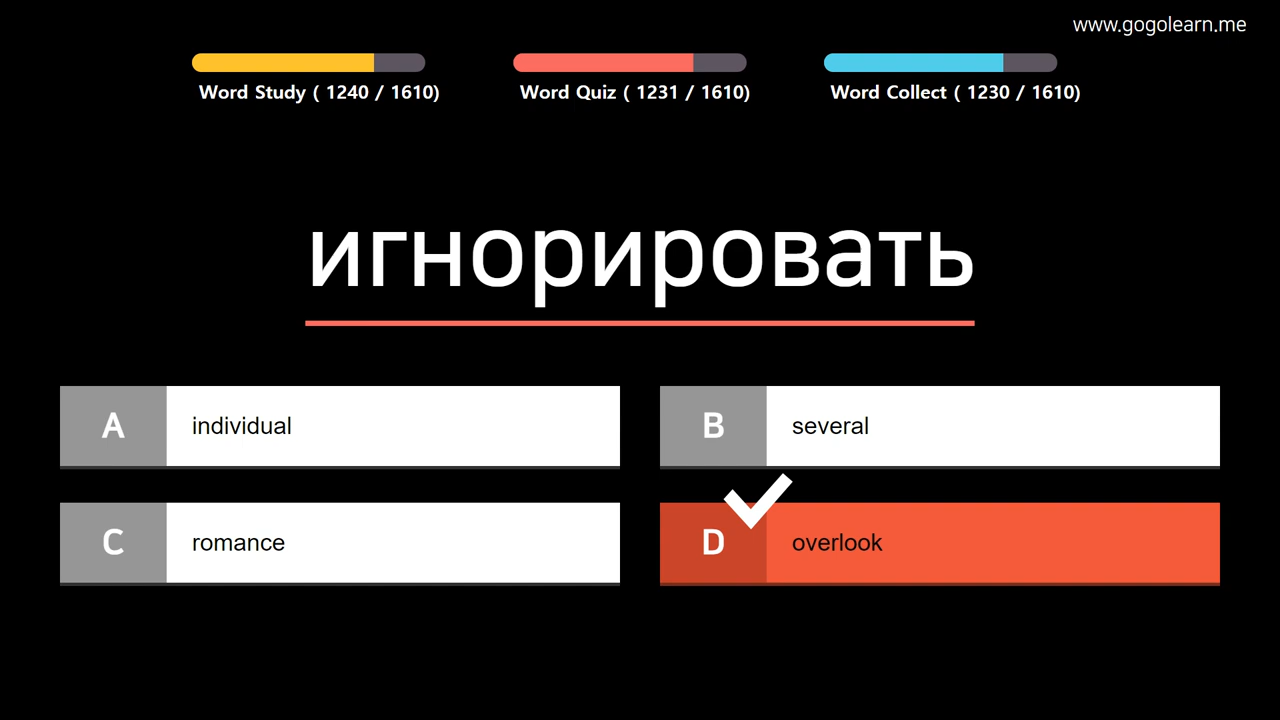 www.gogolearn.me
Word Study ( 1240 / 1610)
Word Quiz ( 1231 / 1610)
Word Collect ( 1230 / 1610)
игнорировать
A individual
B several
C romance
D overlook